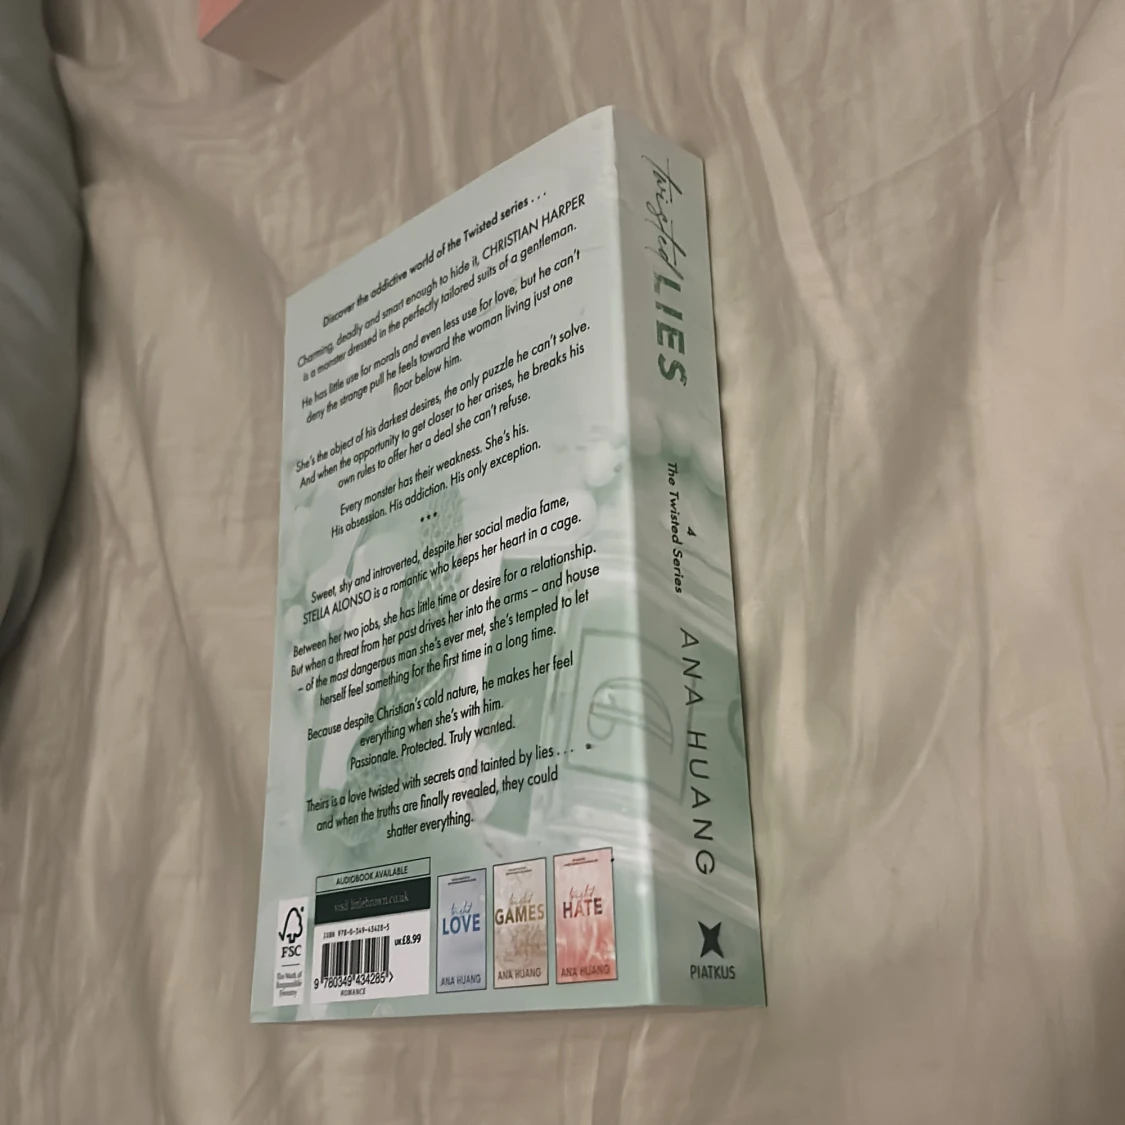 Discover the addictive world of the Twisted series . . .
Charming, deadly and smart enough to hide it, CHRISTIAN HARPER
is a monster dressed in the perfectly tailored suits of a gentleman.
He has little use for morals and even less use for love, but he can't
deny the strange pull he feels toward the woman living just one
floor below him.
She's the object of his darkest desires, the only puzzle he can't solve.
And when the opportunity to get closer to her arises, he breaks his
own rules to offer her a deal she can't refuse.
Every monster has their weakness. She's his.
His obsession. His addiction. His only exception.
•••
Sweet, shy and introverted, despite her social media fame,
STELLA ALONSO is a romantic who keeps her heart in a cage.
Between her two jobs, she has little time or desire for a relationship.
But when a threat from her past drives her into the arms – and house
– of the most dangerous man she's ever met, she's tempted to let
herself feel something for the first time in a long time.
Because despite Christian's cold nature, he makes her feel
everything when she's with him.
Passionate. Protected. Truly wanted.
Theirs is a love twisted with secrets and tainted by lies . . .
and when the truths are finally revealed, they could
shatter everything.
AUDIOBOOK AVAILABLE
visit littlebrown.co.uk
FSC
The Mark of
Responsible
Forestry
ISBN 978-0-349-43428-5
UK£8.99
9 780349 434285 >
ROMANCE
twisted
LOVE
ANA HUANG
twisted
GAMES
ANA HUANG
twisted
HATE
ANA HUANG
twisted LIES
4
The Twisted Series
ANA HUANG
PIATKUS